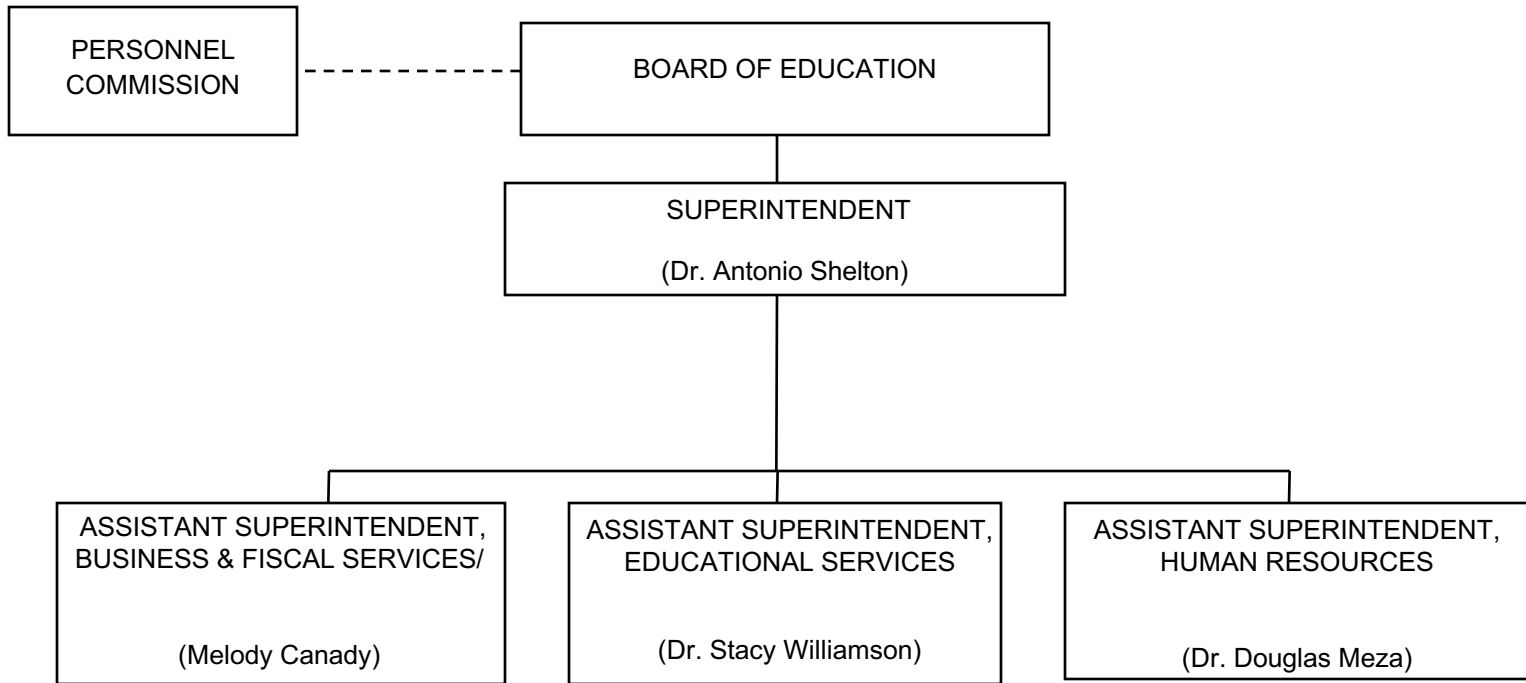 PERSONNEL
COMMISSION
BOARD OF EDUCATION
SUPERINTENDENT
(Dr. Antonio Shelton)
ASSISTANT SUPERINTENDENT,
BUSINESS & FISCAL SERVICES/
(Melody Canady)
ASSISTANT SUPERINTENDENT,
EDUCATIONAL SERVICES
(Dr. Stacy Williamson)
ASSISTANT SUPERINTENDENT,
HUMAN RESOURCES
(Dr. Douglas Meza)